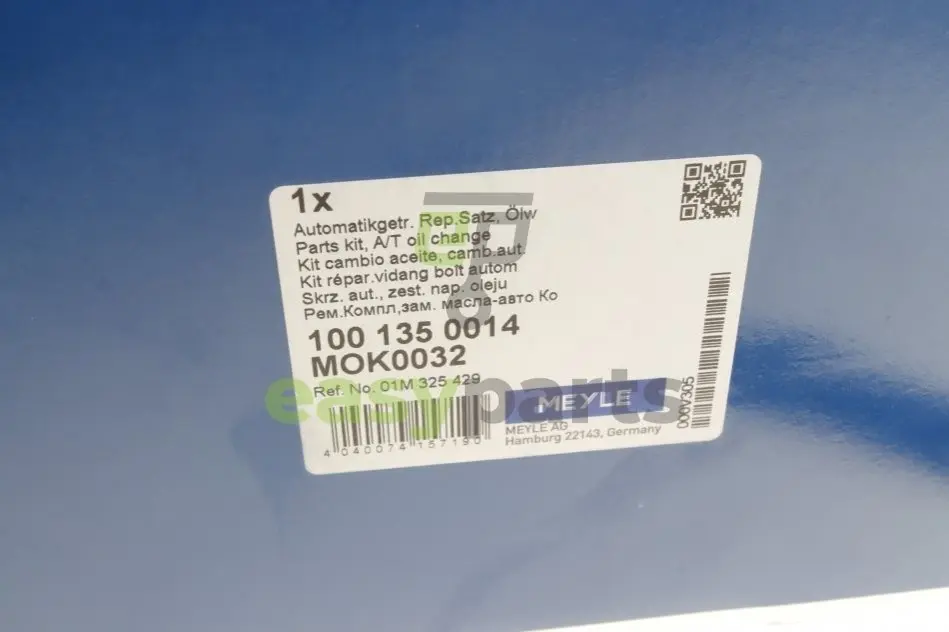 1x
Automatikgetr. Rep.Satz, Ölw
Parts kit, A/T oil change
Kit cambio aceite, camb.aut
Kit répar.vidang bolt autom
Skrz. aut., zest. nap. oleju
Рем.Компл,зам. масла-авто Ко
100 135 0014
MOK0032
Ref. No. 01M 325 429
easyparts
MEYLE
MEYLE AG
Hamburg 22143, Germany
4 040074 157190
000V305